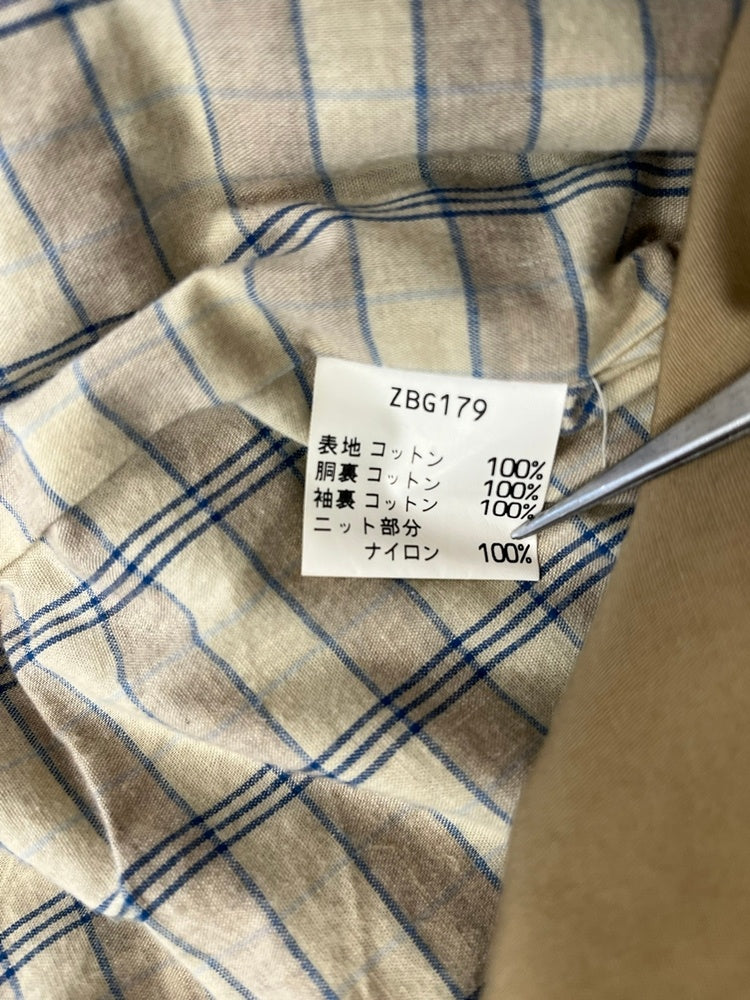 ZBG179
表地 コットン 100%
胴裏 コットン 100%
袖裏 コットン 100%
ニット部分
ナイロン 100%